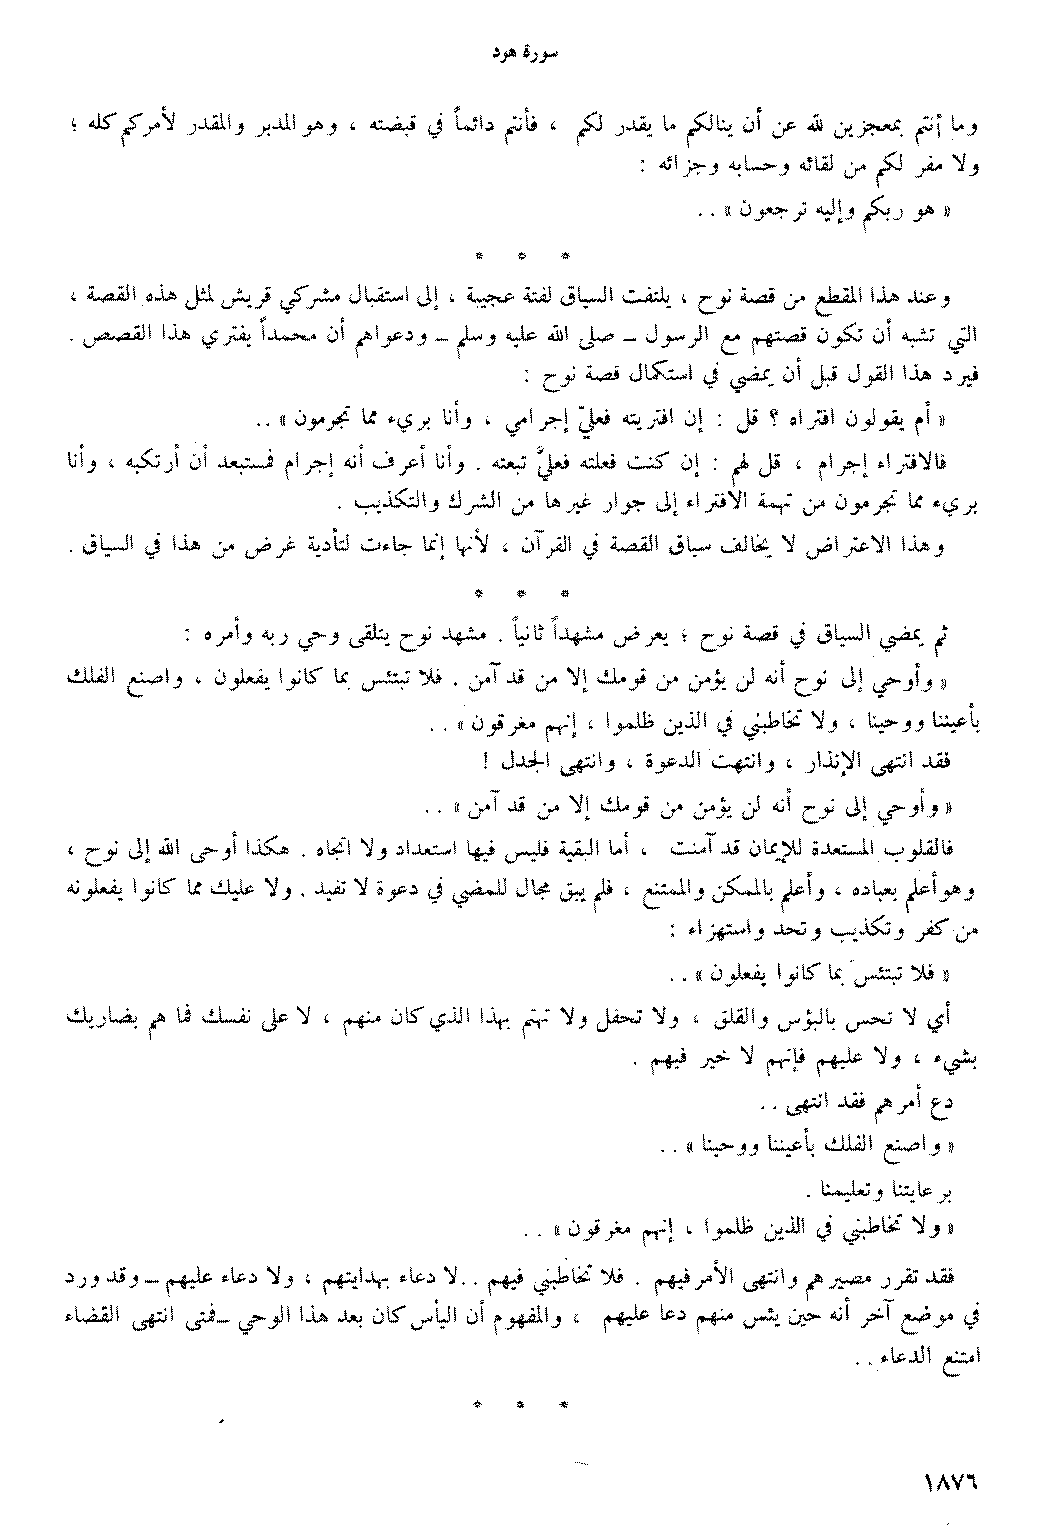 سورة هود
وما أنتم بمعجزين لله عن أن ينالكم ما يقدر لكم ، فأنتم دائماً في قبضته ، وهو المدبر والمقدر لأمركم كله ؛
ولا مفر لكم من لقائه وحسابه وجزائه :
« هو ربكم وإليه ترجعون » ..
* * *
وعند هذا المقطع من قصة نوح ، يلتفت السياق لفتة عجيبة ، إلى استقبال مشركي قريش لمثل هذه القصة ،
التي تشبه أن تكون قصتهم مع الرسول – صلى الله عليه وسلم – ودعواهم أن محمداً يفتري هذا القصص .
فيرد هذا القول قبل أن يمضي في استكمال قصة نوح :
« أم يقولون افتراه ؟ قل : إن افتريته فعليّ إجرامي ، وأنا بريء مما تجرمون » ..
فالافتراء إجرام ، قل لهم : إن كنت فعلته فعليَّ تبعته . وأنا أعرف أنه إجرام فمستبعد أن أرتكبه ، وأنا
بريء مما تجرمون من تهمة الافتراء إلى جوار غيرها من الشرك والتكذيب .
وهذا الاعتراض لا يخالف سياق القصة في القرآن ، لأنها إنما جاءت لتأدية غرض من هذا في السياق .
* * *
ثم يمضي السياق في قصة نوح ؛ يعرض مشهداً ثانياً . مشهد نوح يتلقى وحي ربه وأمره :
« وأوحي إلى نوح أنه لن يؤمن من قومك إلا من قد آمن . فلا تبتئس بما كانوا يفعلون ، واصنع الفلك
بأعيننا ووحينا ، ولا تخاطبني في الذين ظلموا ، إنهم مغرقون » ..
فقد انتهى الإنذار ، وانتهت الدعوة ، وانتهى الجدل !
« وأوحي إلى نوح أنه لن يؤمن من قومك إلا من قد آمن » ..
فالقلوب المستعدة للإيمان قد آمنت ، أما البقية فليس فيها استعداد ولا اتجاه . هكذا أوحى الله إلى نوح ،
وهو أعلم بعباده ، وأعلم بالممكن والممتنع ، فلم يبق مجال للمضي في دعوة لا تفيد . ولا عليك مما كانوا يفعلونه
من كفر وتكذيب وتحد واستهزاء :
« فلا تبتئس بما كانوا يفعلون » ..
أي لا تحس بالبؤس والقلق ، ولا تحفل ولا تهتم بهذا الذي كان منهم ، لا على نفسك فما هم بضاريك
بشيء ، ولا عليهم فإنهم لا خير فيهم .
دع أمرهم فقد انتهى ..
« واصنع الفلك بأعيننا ووحينا » ..
برعايتنا وتعليمنا .
« ولا تخاطبني في الذين ظلموا ، إنهم مغرقون » ..
فقد تقرر مصيرهم وانتهى الأمر فيهم . فلا تخاطبني فيهم .. لا دعاء بهدايتهم ، ولا دعاء عليهم – وقد ورد
في موضع آخر أنه حين يئس منهم دعا عليهم ، والمفهوم أن اليأس كان بعد هذا الوحي – فمتى انتهى القضاء
امتنع الدعاء ..
* * *
١٨٧٦